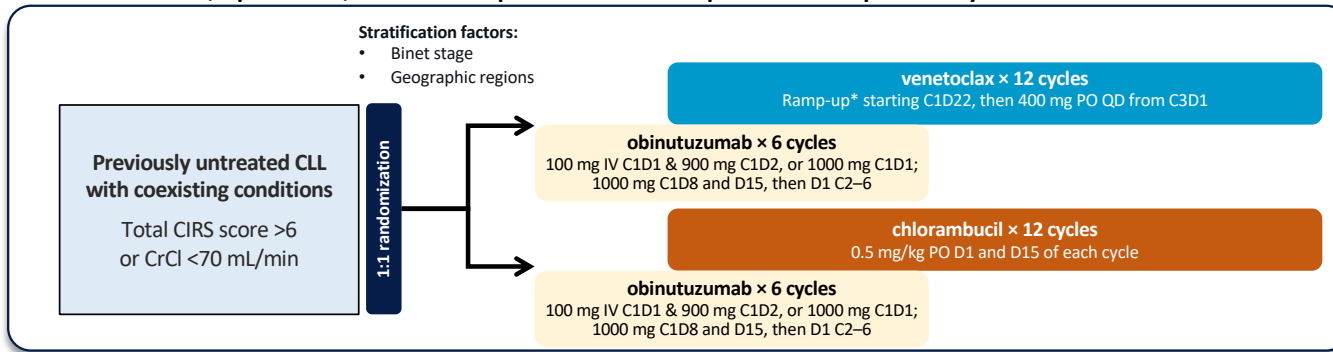 Stratification factors:
• Binet stage
• Geographic regions
Previously untreated CLL
with coexisting conditions
Total CIRS score >6
or CrCl <70 mL/min
1:1 randomization
venetoclax × 12 cycles
Ramp-up* starting C1D22, then 400 mg PO QD from C3D1
obinutuzumab × 6 cycles
100 mg IV C1D1 & 900 mg C1D2, or 1000 mg C1D1;
1000 mg C1D8 and D15, then D1 C2–6
chlorambucil × 12 cycles
0.5 mg/kg PO D1 and D15 of each cycle
obinutuzumab × 6 cycles
100 mg IV C1D1 & 900 mg C1D2, or 1000 mg C1D1;
1000 mg C1D8 and D15, then D1 C2–6